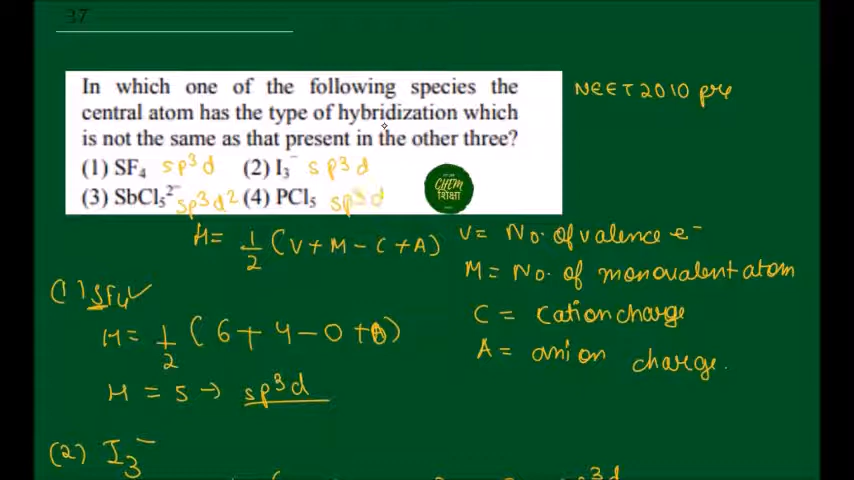 37
In which one of the following species the
central atom has the type of hybridization which
is not the same as that present in the other three?
(1) SF₄ sp³d (2) I₃⁻ sp³d
(3) SbCl₅²⁻ sp³d² (4) PCl₅ sp³d
NEET 2010 pre
CHEM
शिक्षा
H = 1/2 (V + M - C + A)
V = No. of valence e-
M = No. of monovalent atom
C = cation charge
A = anion charge.
(1) SF₄ ✓
H = 1/2 (6 + 4 - 0 + 0)
H = 5 → sp³d
(2) I₃⁻